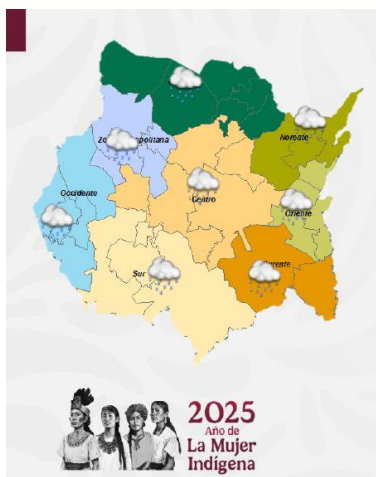 Noreste
Occidente
Centro
Oriente
Sur
2025
Año de
La Mujer
Indígena